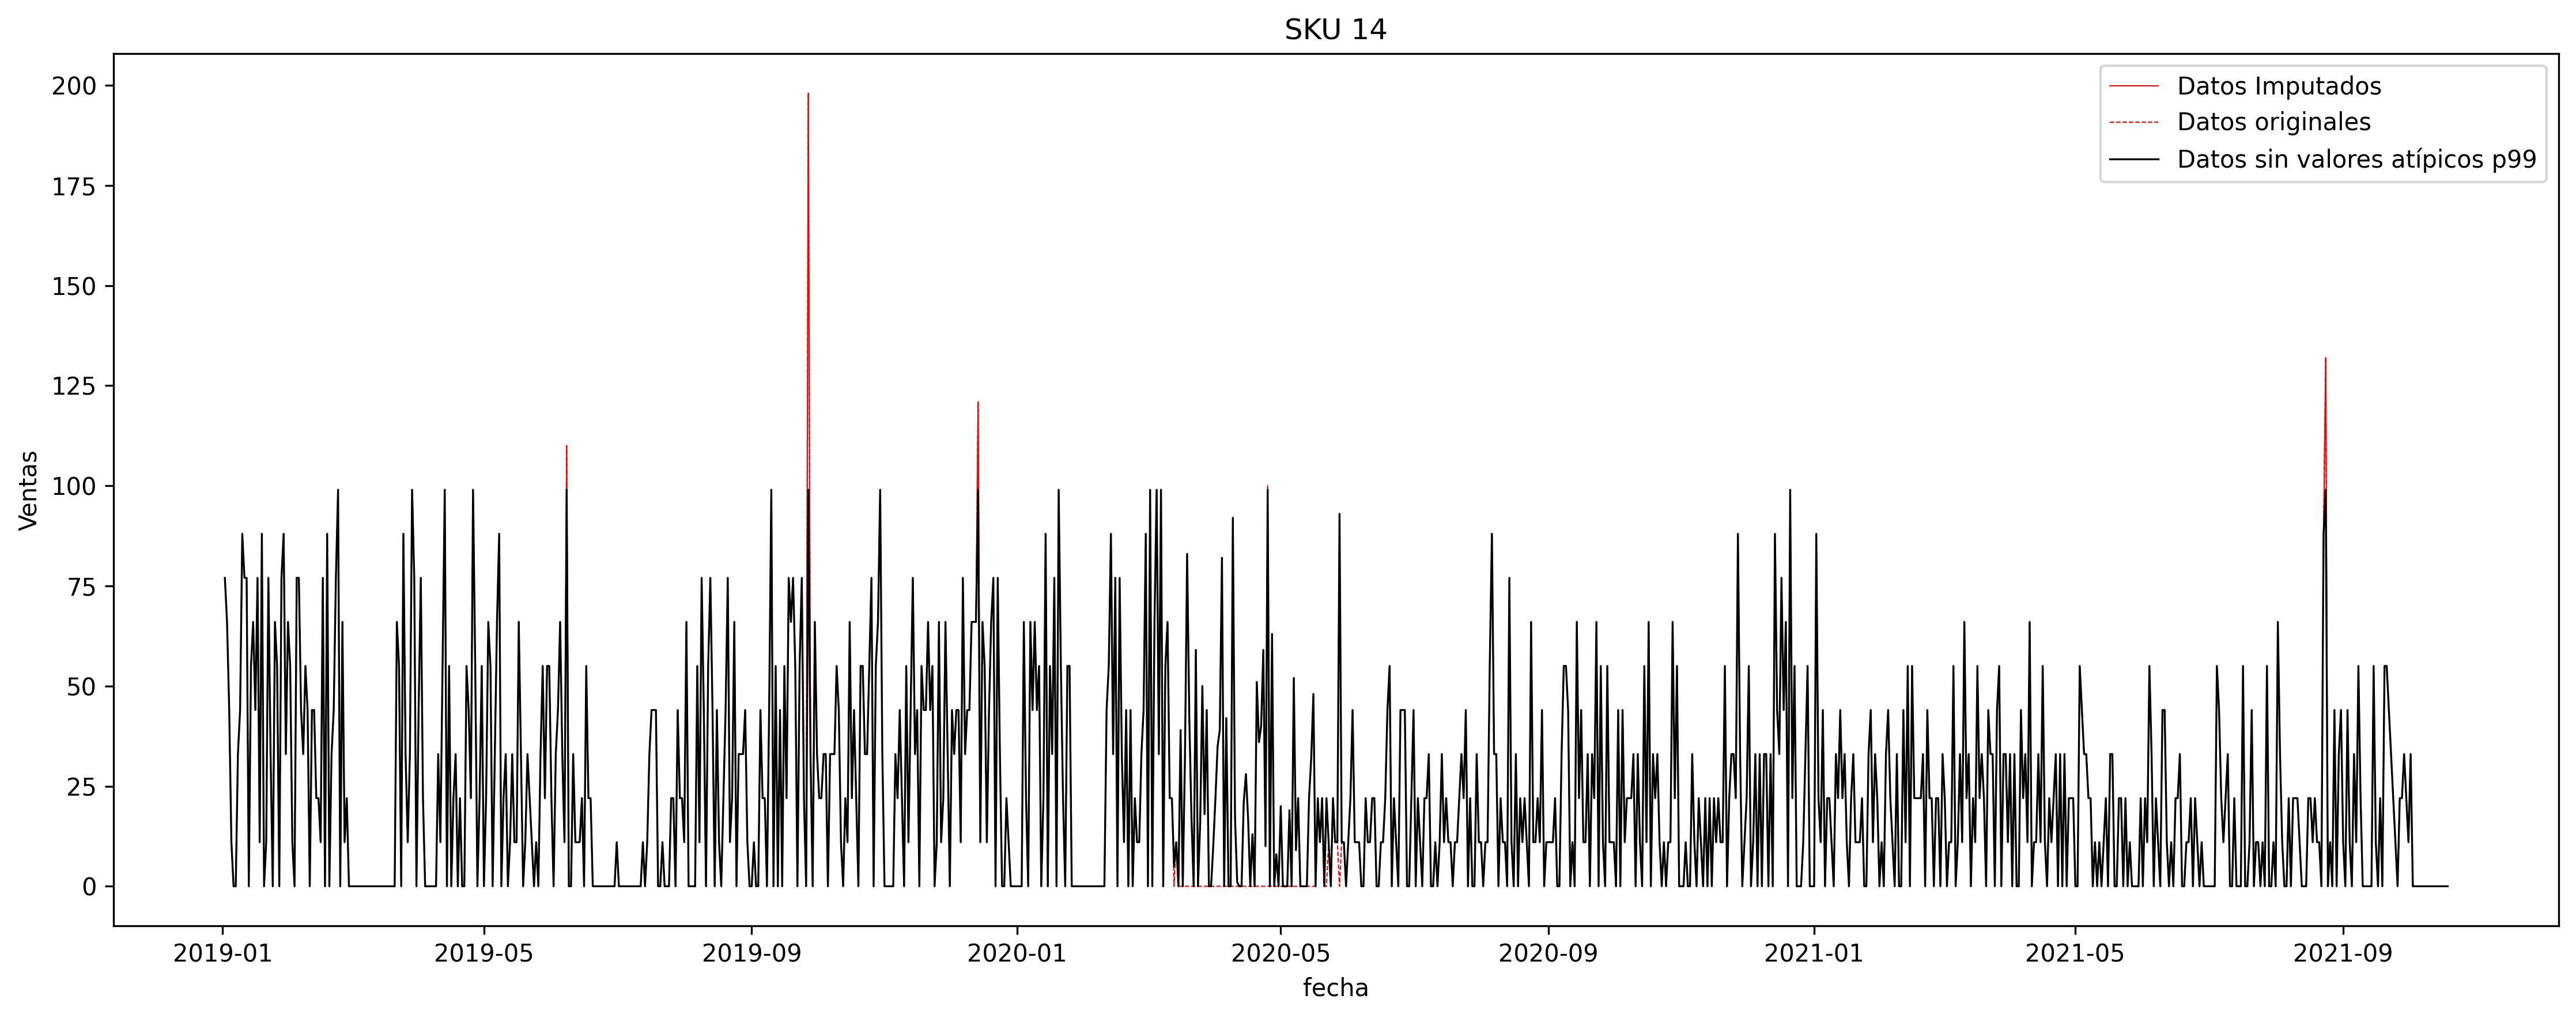 SKU 14
Datos Imputados
Datos originales
Datos sin valores atípicos p99
200
175
150
125
100
75
50
25
0
Ventas
2019-01 2019-05 2019-09 2020-01 2020-05 2020-09 2021-01 2021-05 2021-09
fecha